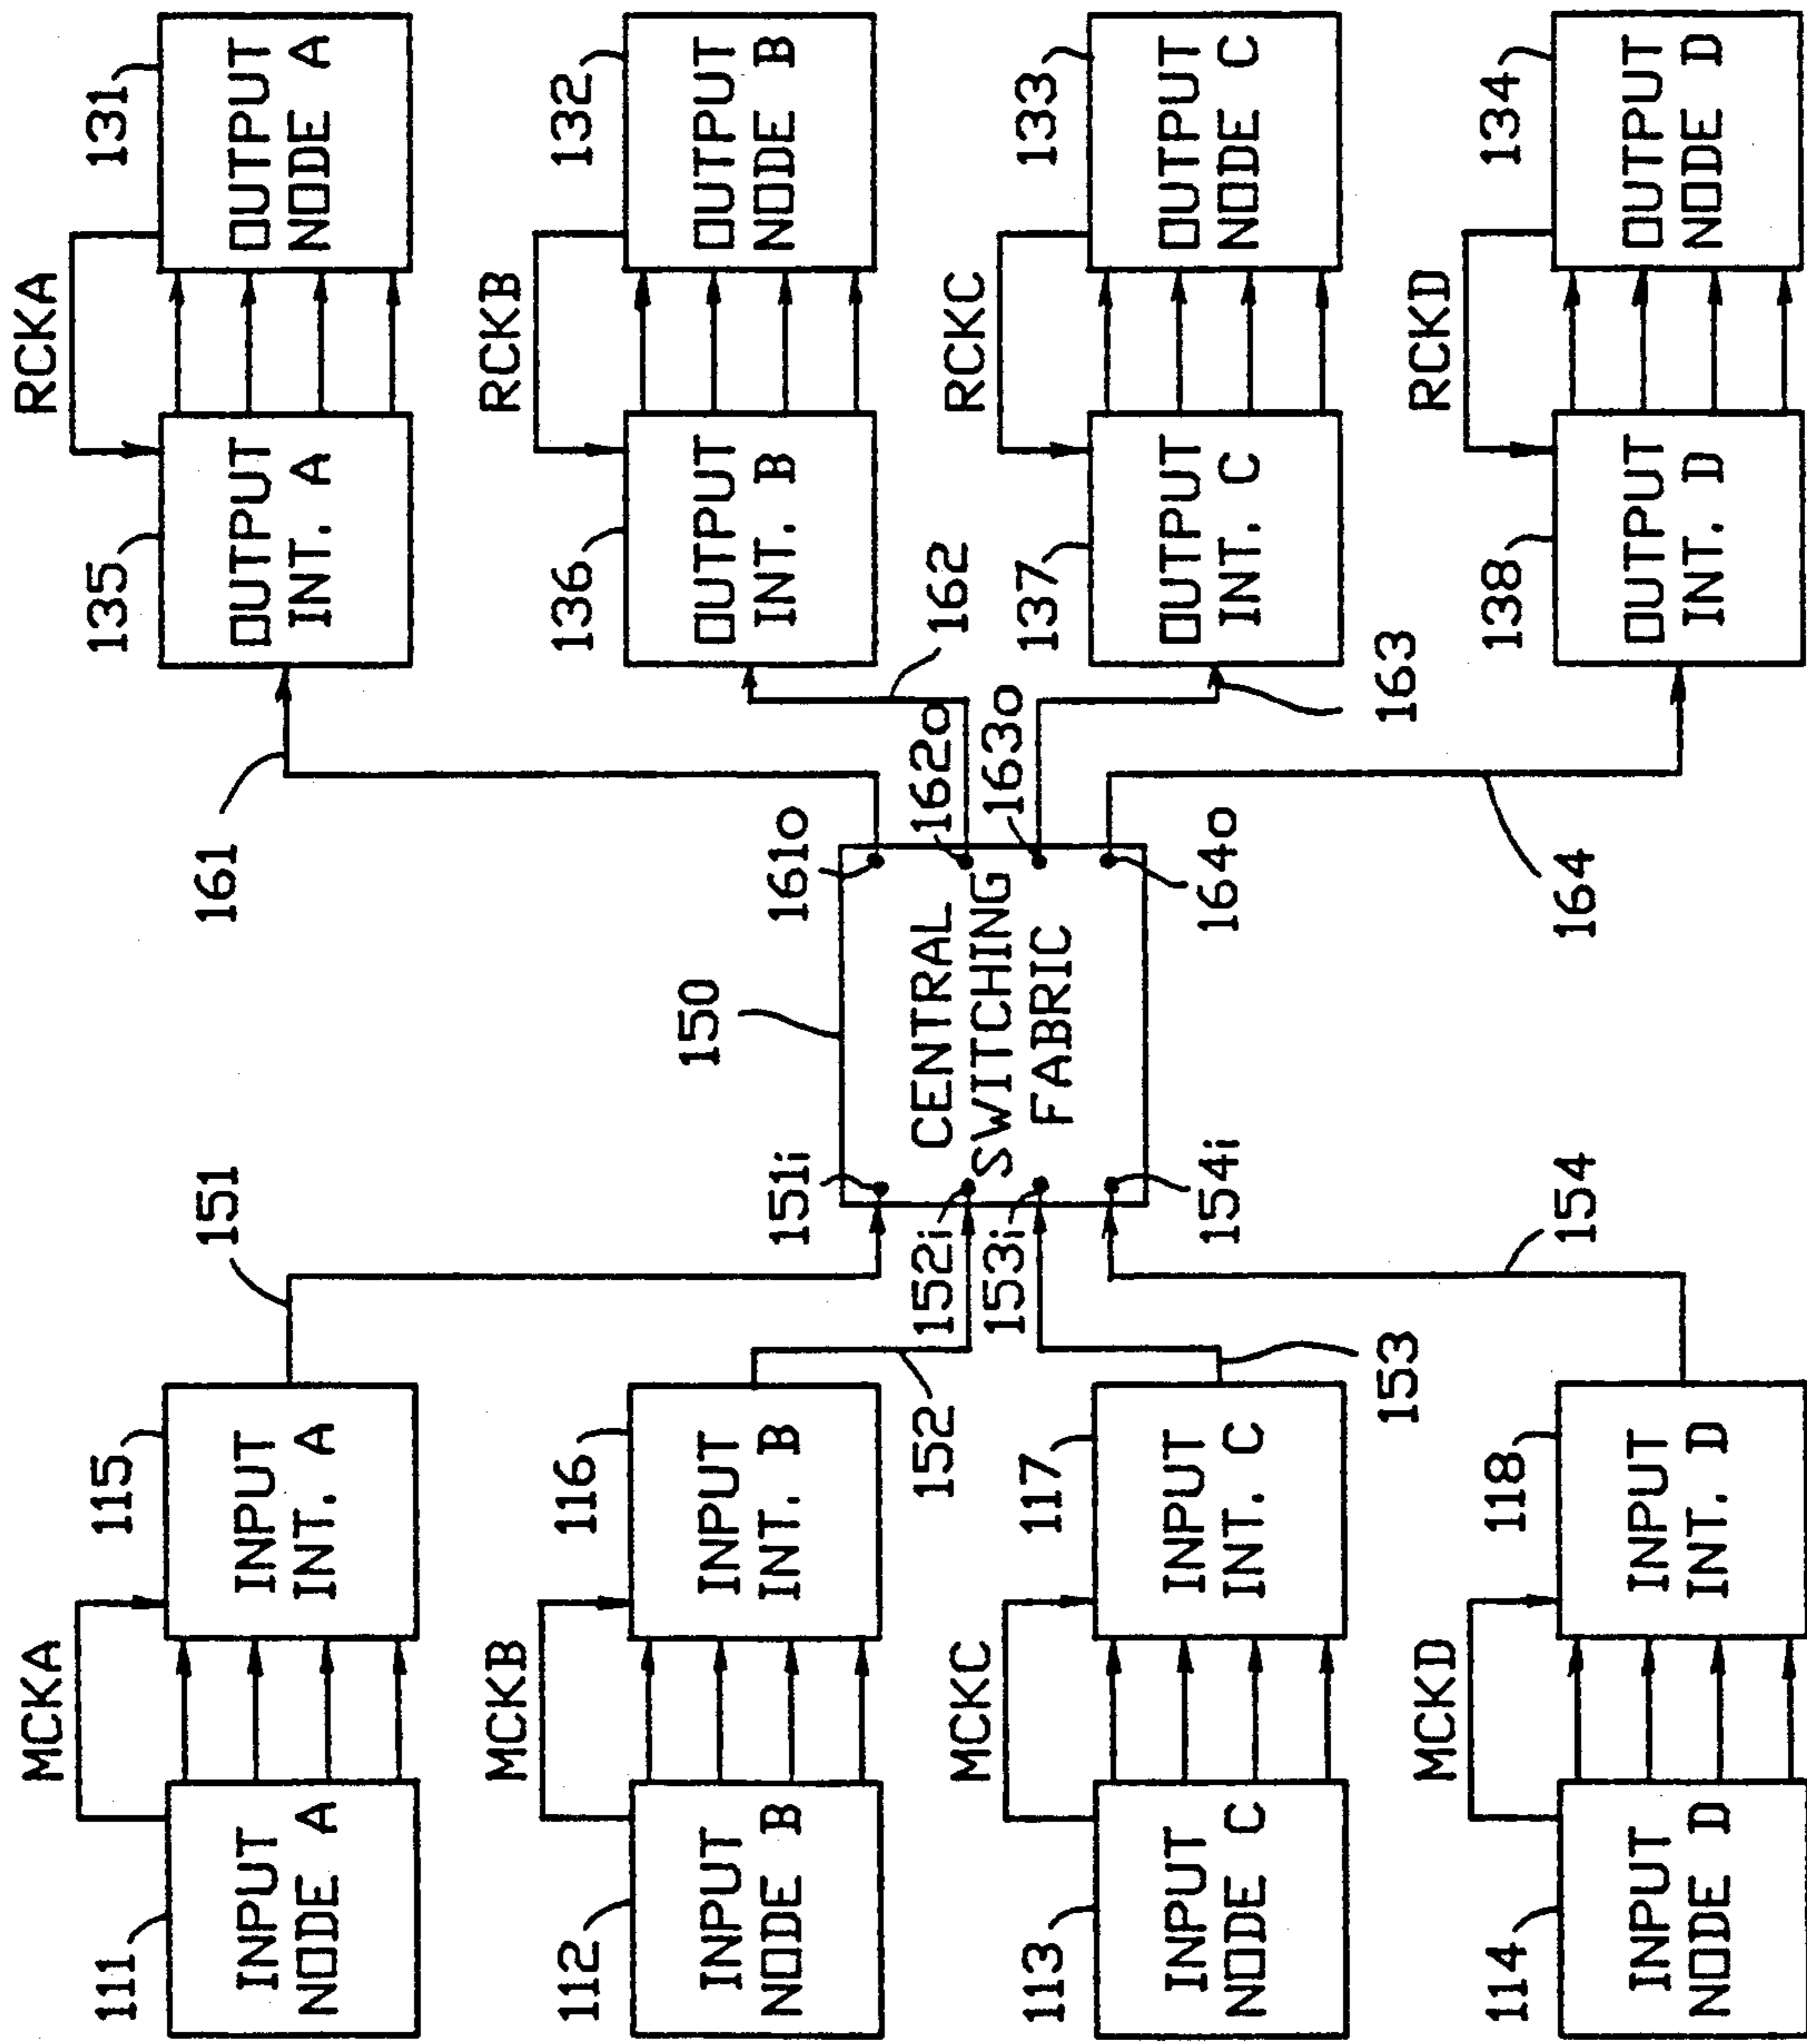 MCKA
111
INPUT
NODE A
115
INPUT
INT. A
151
MCKB
112
INPUT
NODE B
116
INPUT
INT. B
152
MCKC
113
INPUT
NODE C
117
INPUT
INT. C
153
MCKD
114
INPUT
NODE D
118
INPUT
INT. D
154
150
151i
152i
153i
154i
CENTRAL
SWITCHING
FABRIC
161o
162o
163o
164o
161
RCKA
135
OUTPUT
INT. A
131
OUTPUT
NODE A
162
RCKB
136
OUTPUT
INT. B
132
OUTPUT
NODE B
163
RCKC
137
OUTPUT
INT. C
133
OUTPUT
NODE C
164
RCKD
138
OUTPUT
INT. D
134
OUTPUT
NODE D